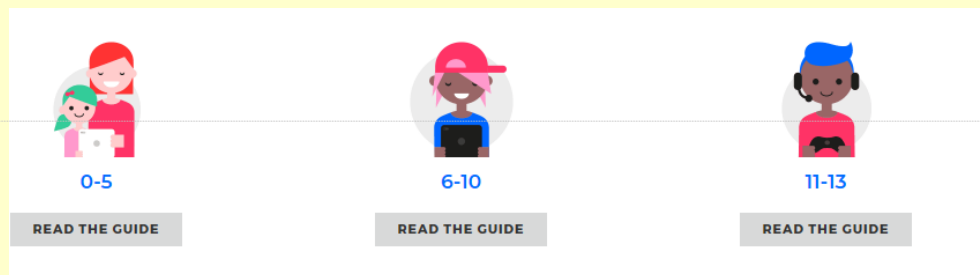 0-5
6-10
11-13
READ THE GUIDE
READ THE GUIDE
READ THE GUIDE